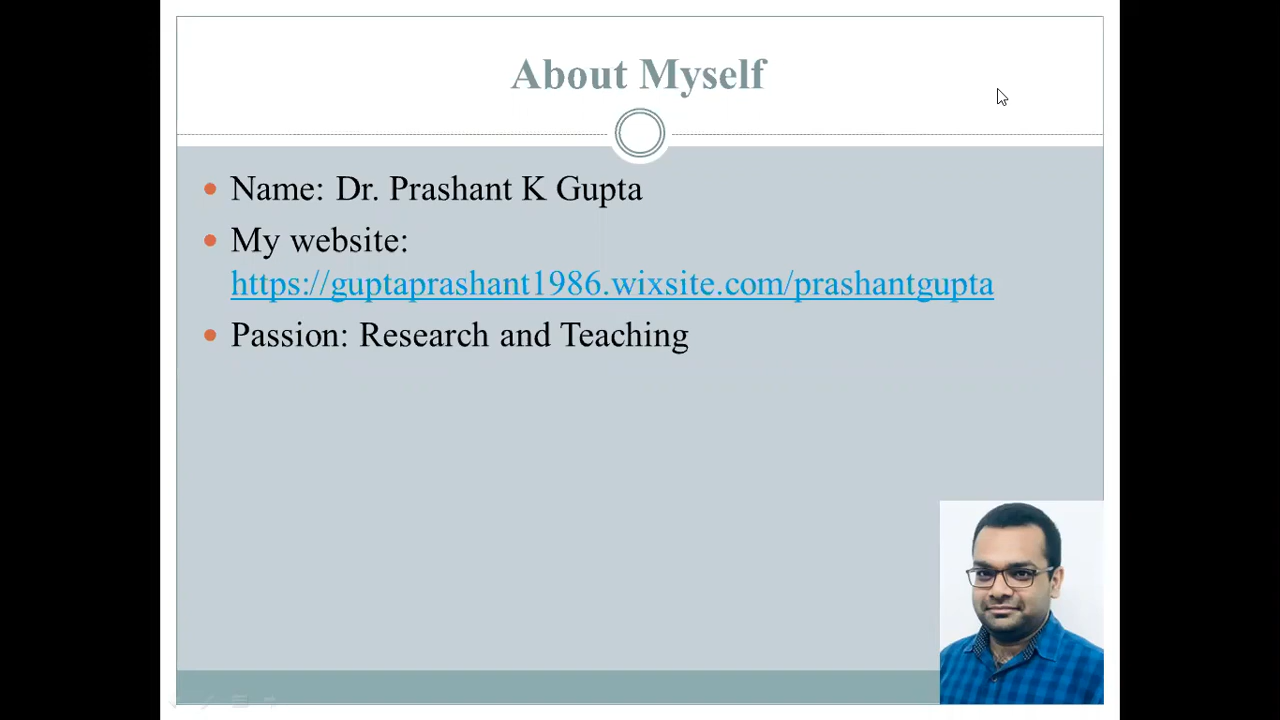 About Myself
Name: Dr. Prashant K Gupta
My website:
https://guptaprashant1986.wixsite.com/prashantgupta
Passion: Research and Teaching